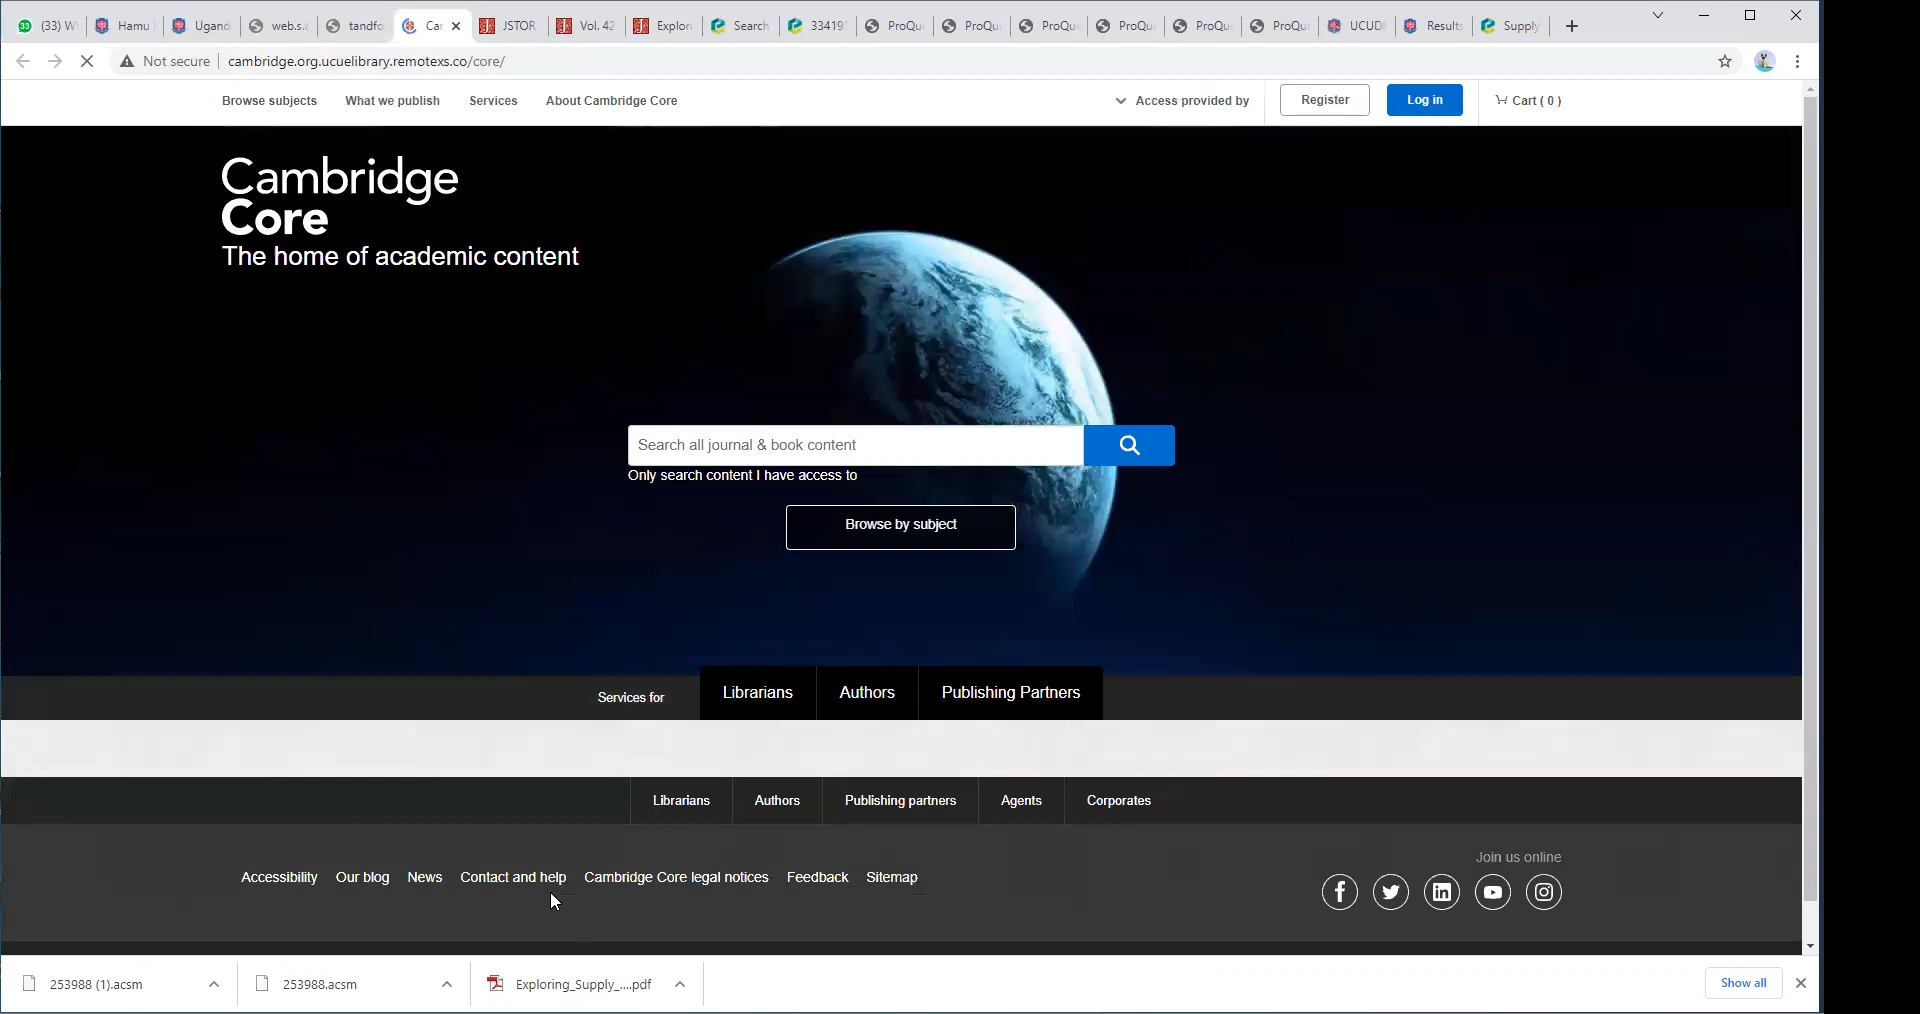 33 (33) W Hamu Ugand web.s.a tandfo Ca JSTOR Vol. 42 Explor Search 33419 ProQu ProQu ProQu ProQu ProQu ProQu UCUD Results Supply
Not secure cambridge.org.ucuelibrary.remotexs.co/core/
Browse subjects What we publish Services About Cambridge Core Access provided by Register Log in Cart ( 0 )
Cambridge
Core
The home of academic content
Search all journal & book content
Only search content I have access to
Browse by subject
Services for Librarians Authors Publishing Partners
Librarians Authors Publishing partners Agents Corporates
Join us online
Accessibility Our blog News Contact and help Cambridge Core legal notices Feedback Sitemap
253988 (1).acsm 253988.acsm Exploring_Supply_....pdf Show all